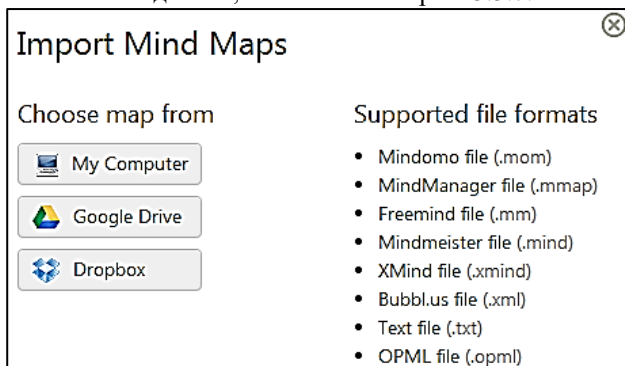 Import Mind Maps
Choose map from
My Computer
Google Drive
Dropbox
Supported file formats
• Mindomo file (.mom)
• MindManager file (.mmap)
• Freemind file (.mm)
• Mindmeister file (.mind)
• XMind file (.xmind)
• Bubbl.us file (.xml)
• Text file (.txt)
• OPML file (.opml)